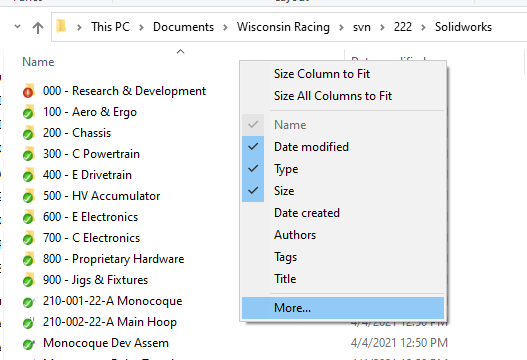 This PC > Documents > Wisconsin Racing > svn > 222 > Solidworks
Name
000 - Research & Development
100 - Aero & Ergo
200 - Chassis
300 - C Powertrain
400 - E Drivetrain
500 - HV Accumulator
600 - E Electronics
700 - C Electronics
800 - Proprietary Hardware
900 - Jigs & Fixtures
210-001-22-A Monocoque
210-002-22-A Main Hoop
Monocoque Dev Assem
Size Column to Fit
Size All Columns to Fit
Name
Date modified
Type
Size
Date created
Authors
Tags
Title
More...
4/4/2021 12:50 PM